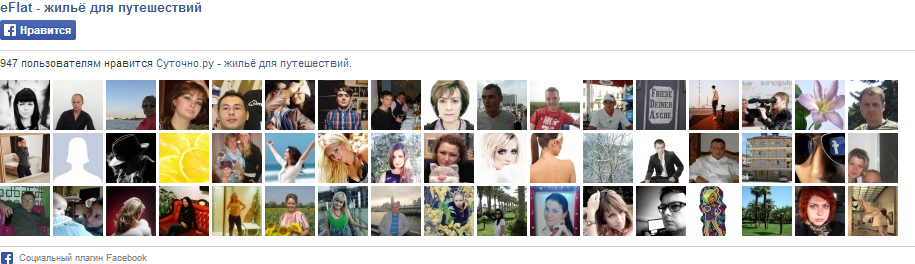 eFlat - жильё для путешествий
Нравится
947 пользователям нравится Суточно.ру - жильё для путешествий.
FRIEDE
DEINER
ASCHE
Социальный плагин Facebook